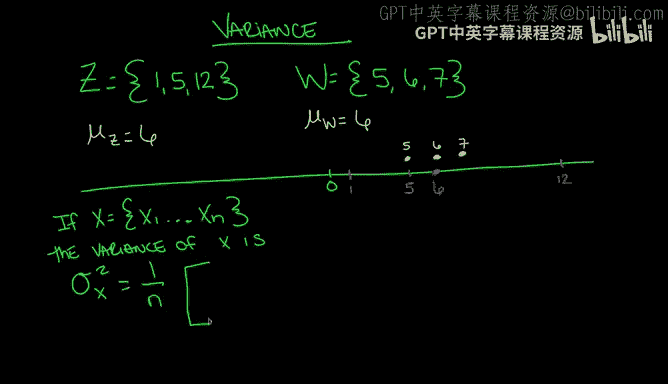 GPT中英字幕课程资源@bilibili
GPT中英字幕课程资源 bilibili
VARIANCE
Z={1,5,12} W={5,6,7}
μ_Z=6 μ_W=6
5 6 7
0 1 5 6 12
If X={x₁...xₙ}
the VARIANCE of X is
σ²ₓ = 1/n [